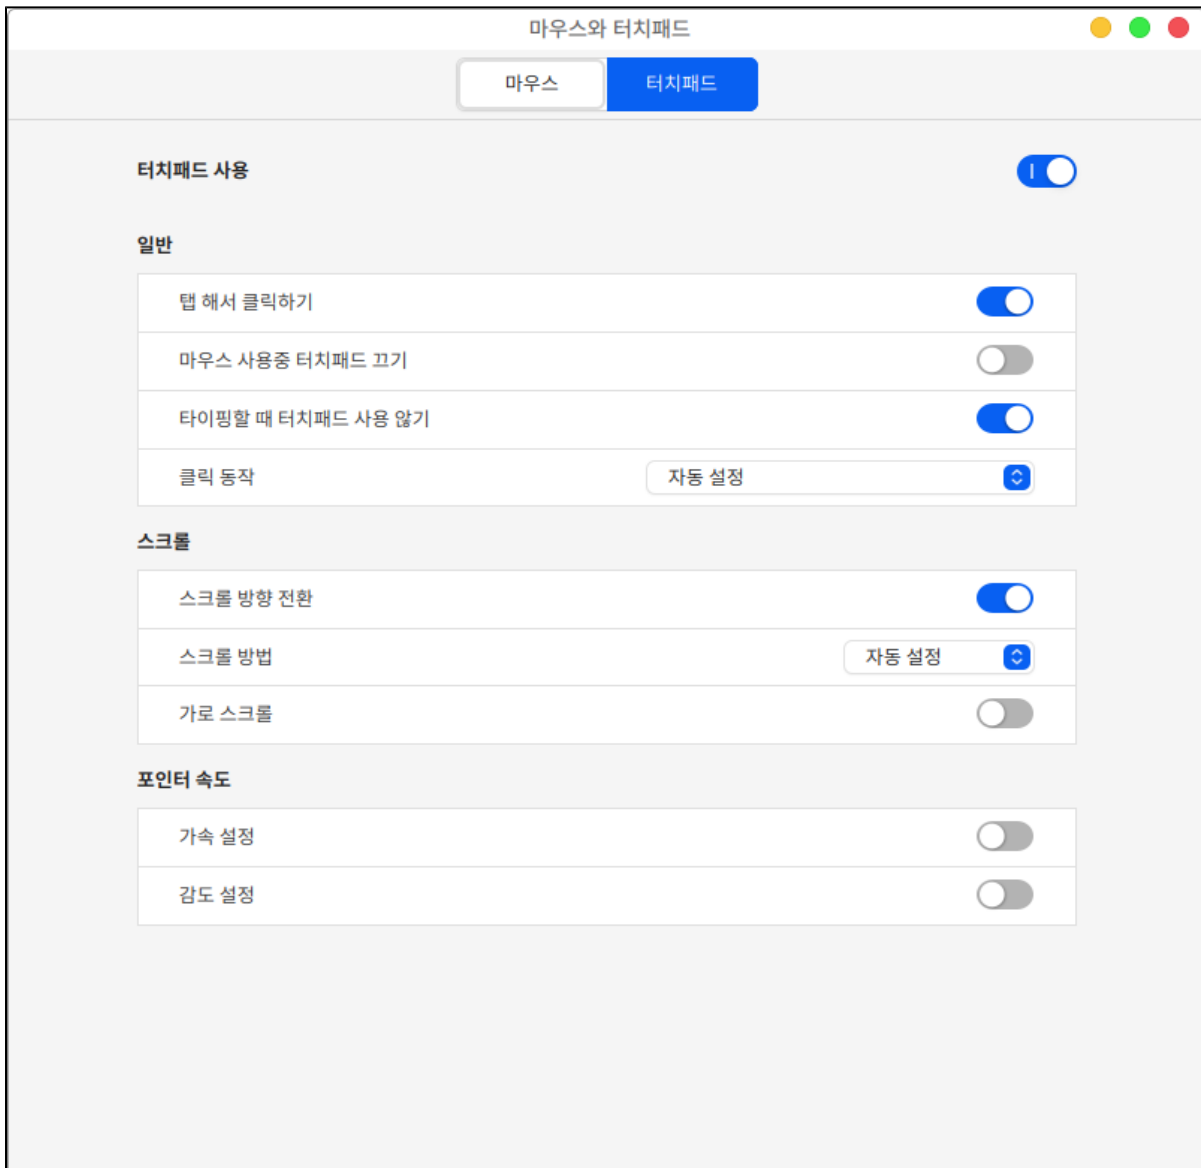 마우스와 터치패드
마우스 터치패드
터치패드 사용
일반
탭 해서 클릭하기
마우스 사용중 터치패드 끄기
타이핑할 때 터치패드 사용 않기
클릭 동작 자동 설정
스크롤
스크롤 방향 전환
스크롤 방법 자동 설정
가로 스크롤
포인터 속도
가속 설정
감도 설정